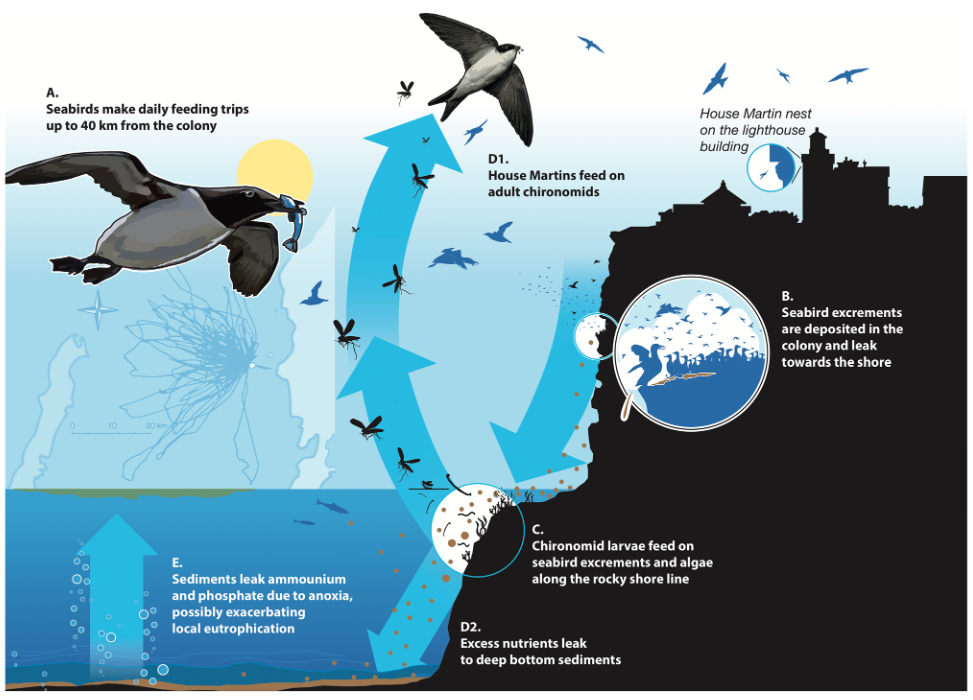 A.
Seabirds make daily feeding trips
up to 40 km from the colony
House Martin nest
on the lighthouse
building
D1.
House Martins feed on
adult chironomids
B.
Seabird excrements
are deposited in the
colony and leak
towards the shore
0 10 20 km
C.
Chironomid larvae feed on
seabird excrements and algae
along the rocky shore line
E.
Sediments leak ammounium
and phosphate due to anoxia,
possibly exacerbating
local eutrophication
D2.
Excess nutrients leak
to deep bottom sediments